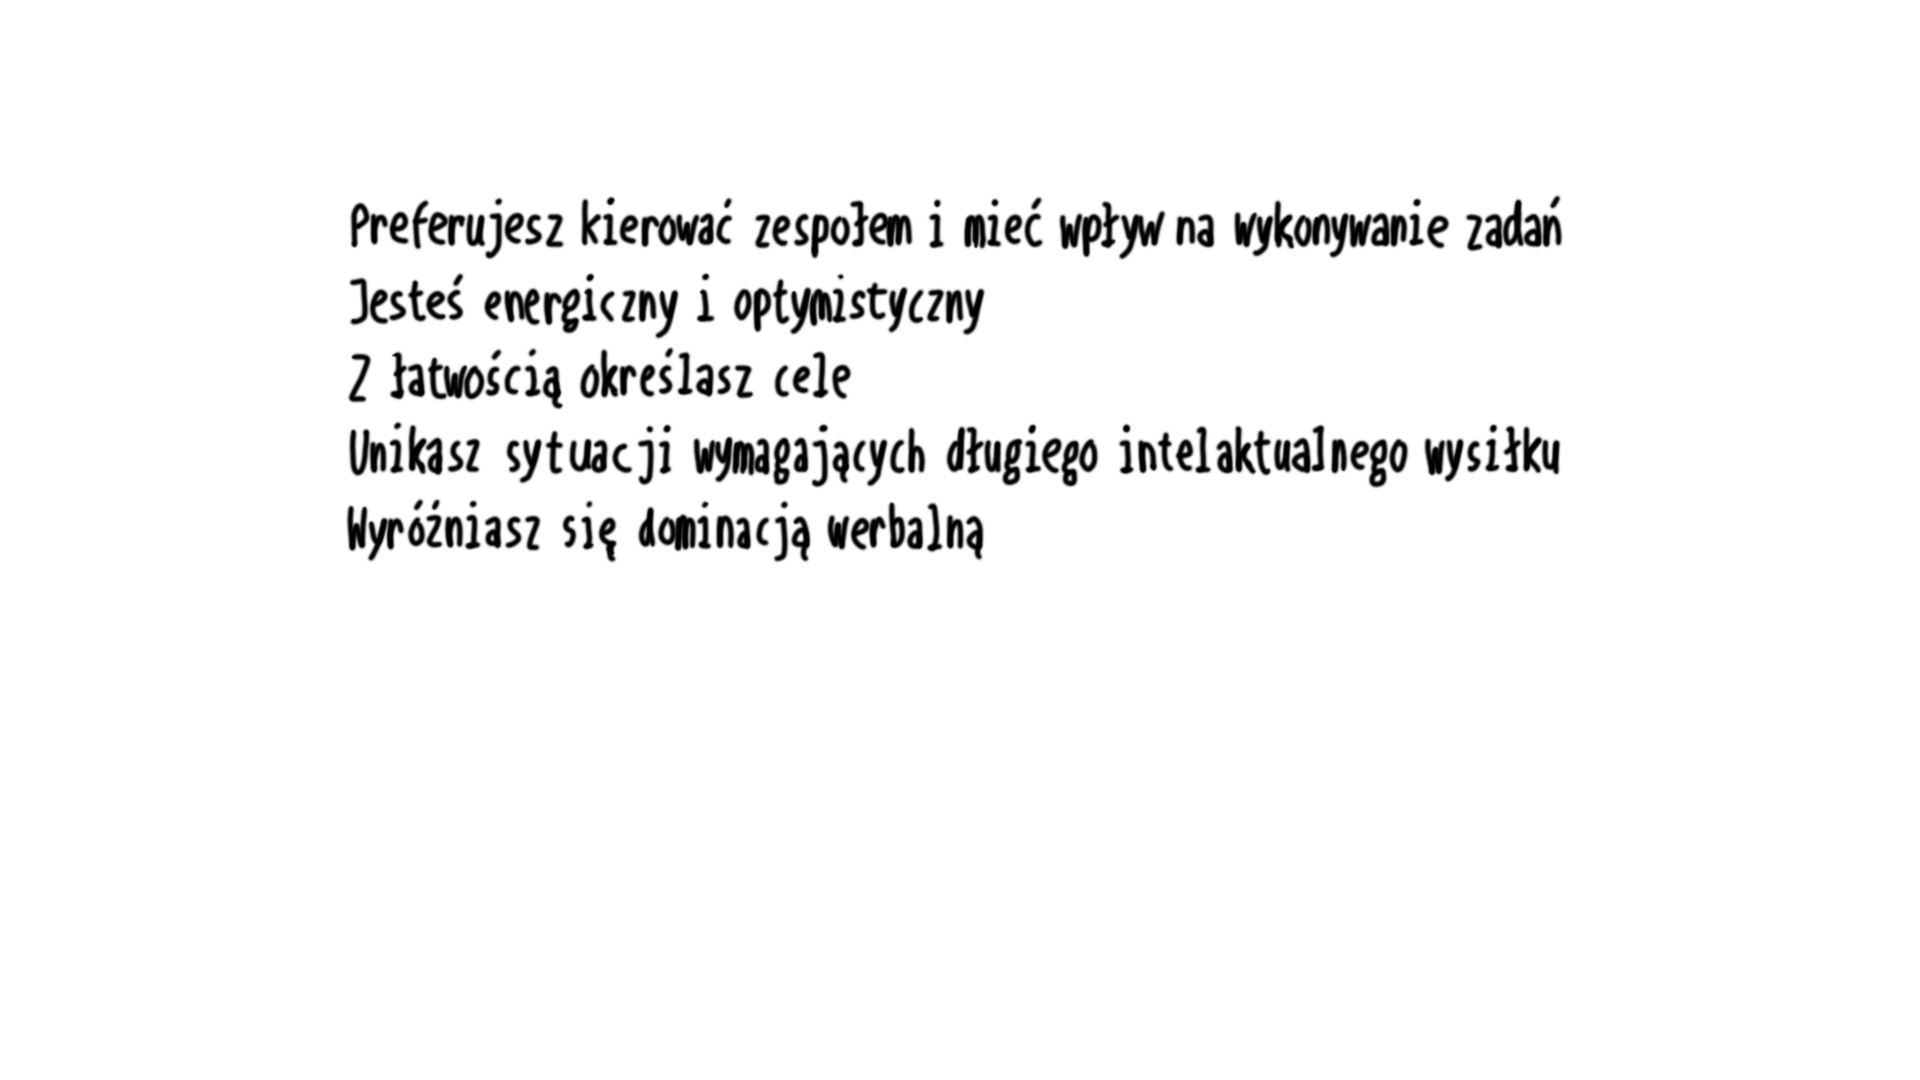 Preferujesz kierować zespołem i mieć wpływ na wykonywanie zadań
Jesteś energiczny i optymistyczny
Z łatwością określasz cele
Unikasz sytuacji wymagających długiego intelaktualnego wysiłku
Wyróźniasz się dominacją werbalną